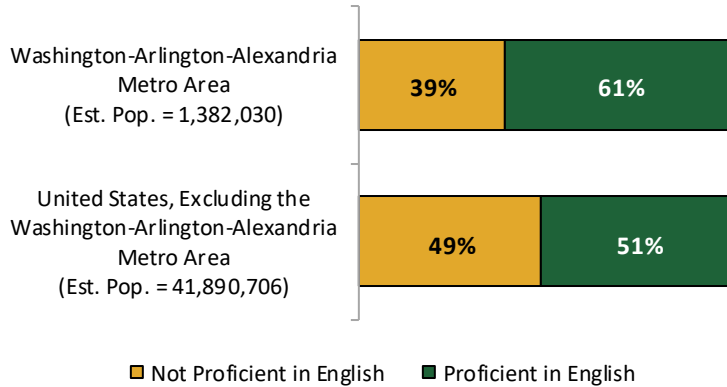 Washington-Arlington-Alexandria
Metro Area
(Est. Pop. = 1,382,030)
39%
61%
United States, Excluding the
Washington-Arlington-Alexandria
Metro Area
(Est. Pop. = 41,890,706)
49%
51%
Not Proficient in English
Proficient in English